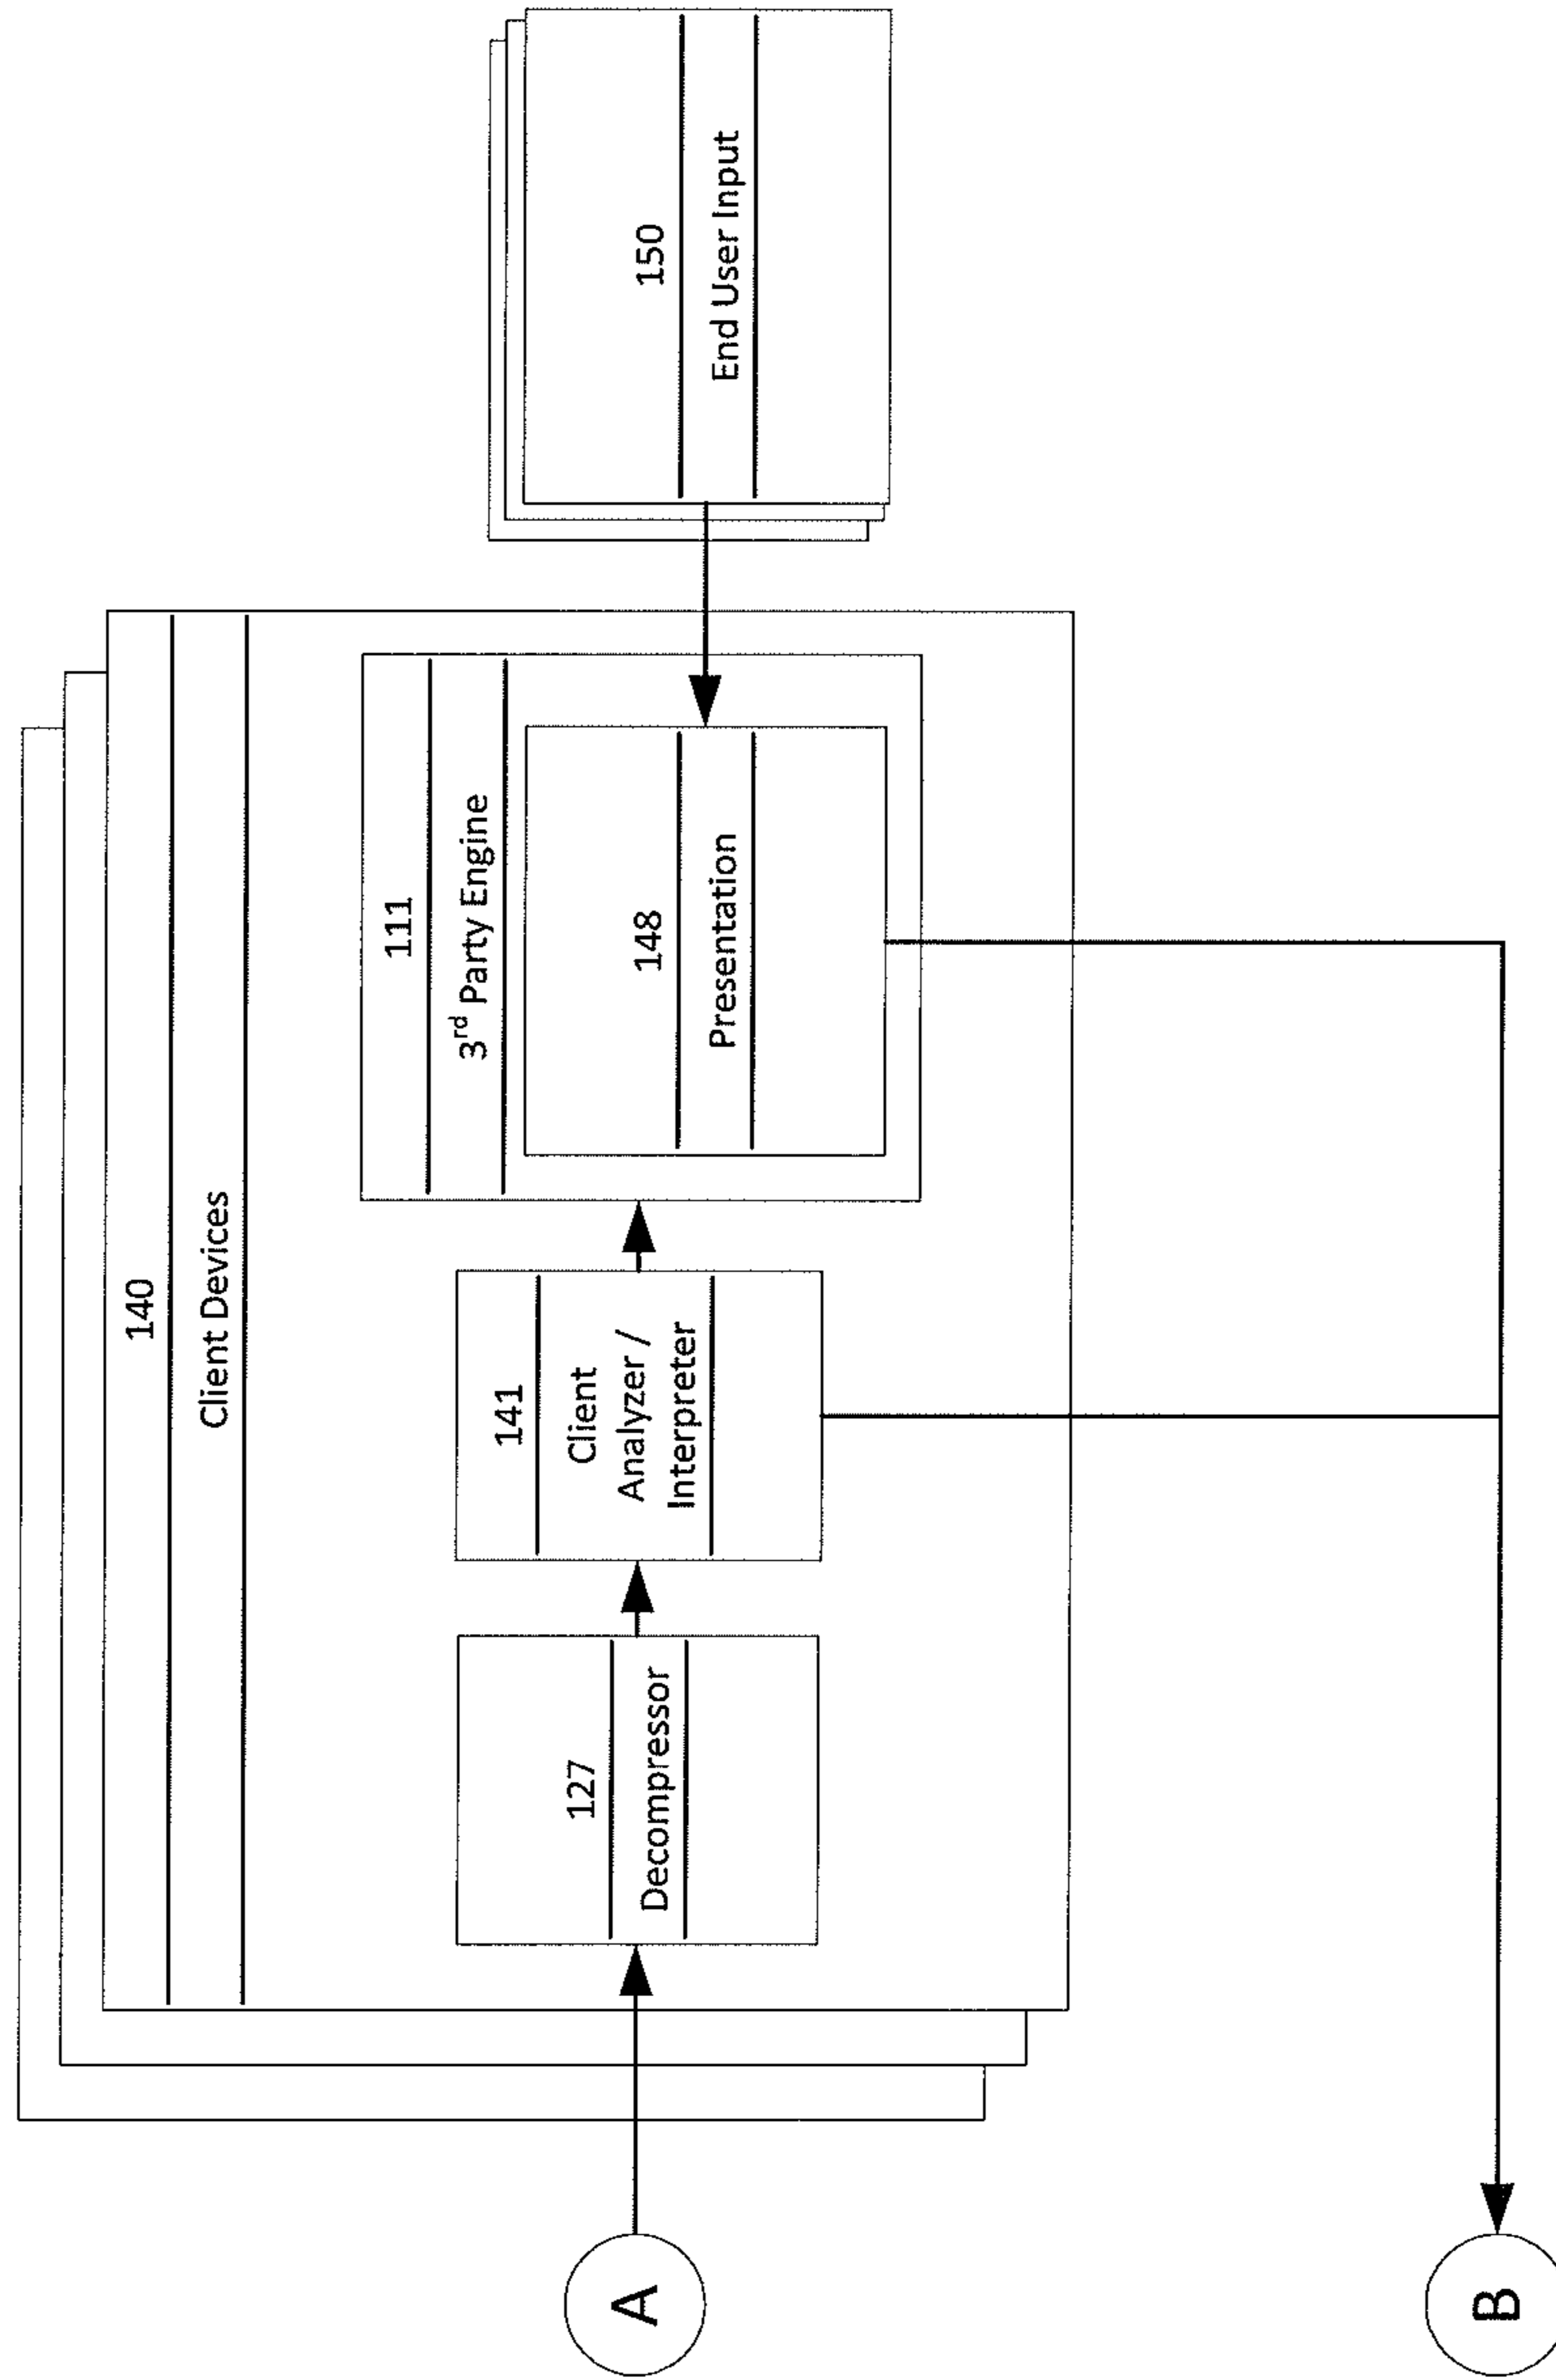 140
Client Devices
A
127
Decompressor
141
Client
Analyzer /
Interpreter
111
3rd Party Engine
148
Presentation
150
End User Input
B